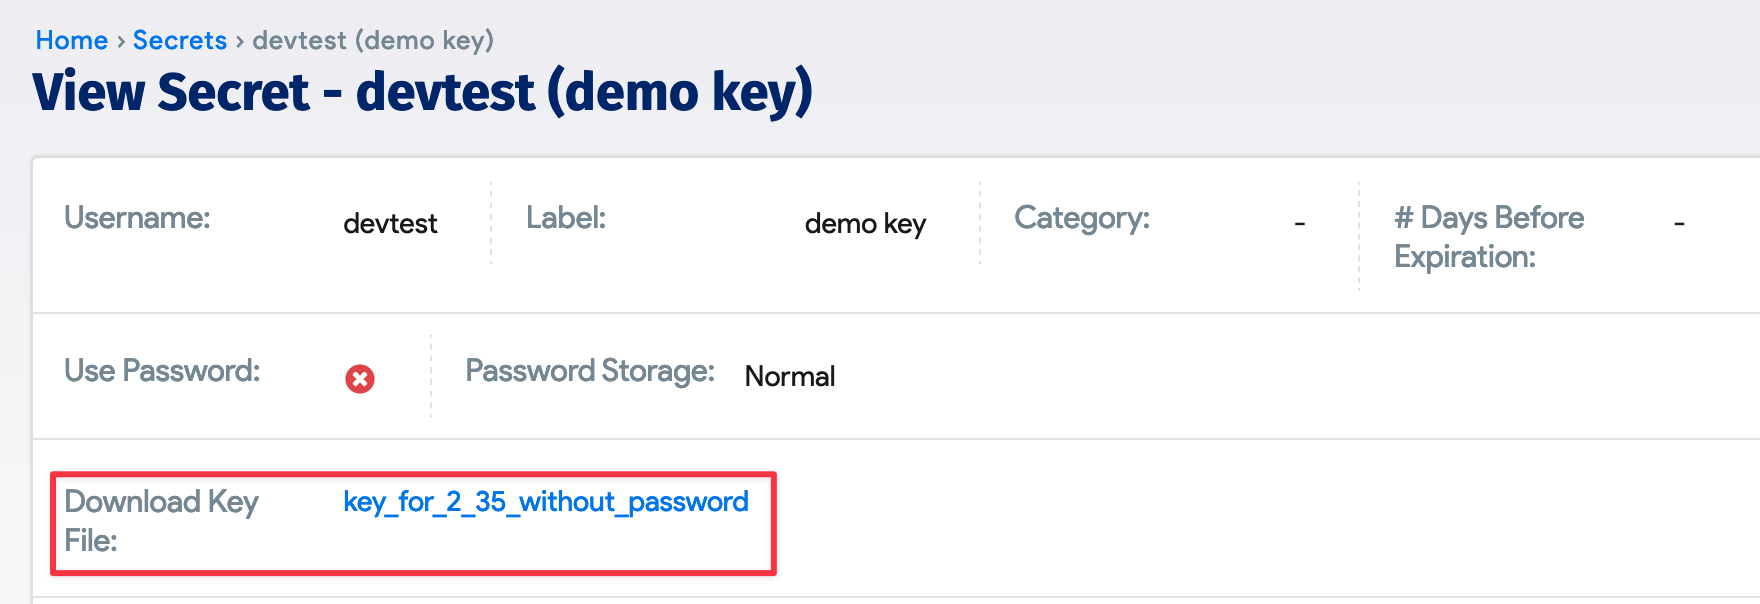 Home › Secrets › devtest (demo key)
View Secret - devtest (demo key)
Username: devtest Label: demo key Category: - # Days Before Expiration: -
Use Password: Password Storage: Normal
Download Key File: key_for_2_35_without_password